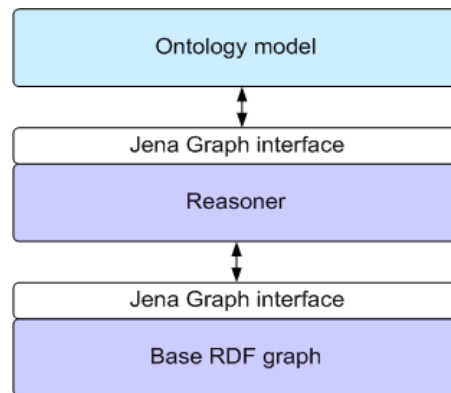 Ontology model
Jena Graph interface
Reasoner
Jena Graph interface
Base RDF graph